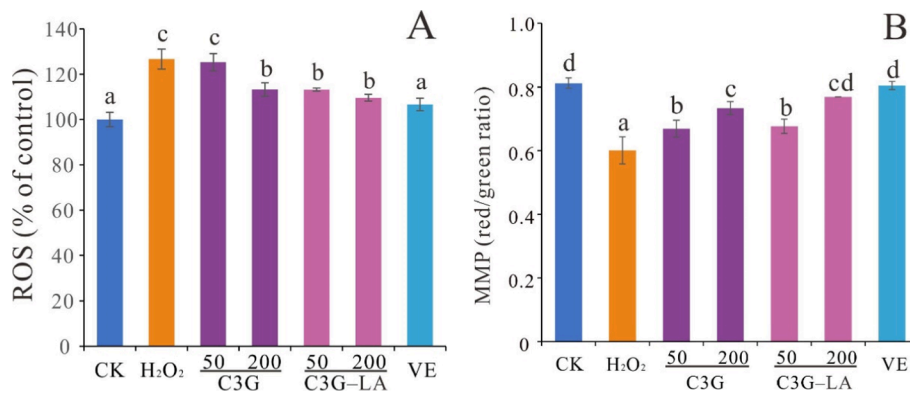 A
ROS (% of control)
140
120
100
80
60
40
20
0
a
c
c
b
b
b
a
CK
H₂O₂
50
200
50
200
VE
C3G
C3G–LA
B
MMP (red/green ratio)
1.0
0.8
0.6
0.4
0.2
0.0
d
a
b
c
b
cd
d
CK
H₂O₂
50
200
50
200
VE
C3G
C3G–LA